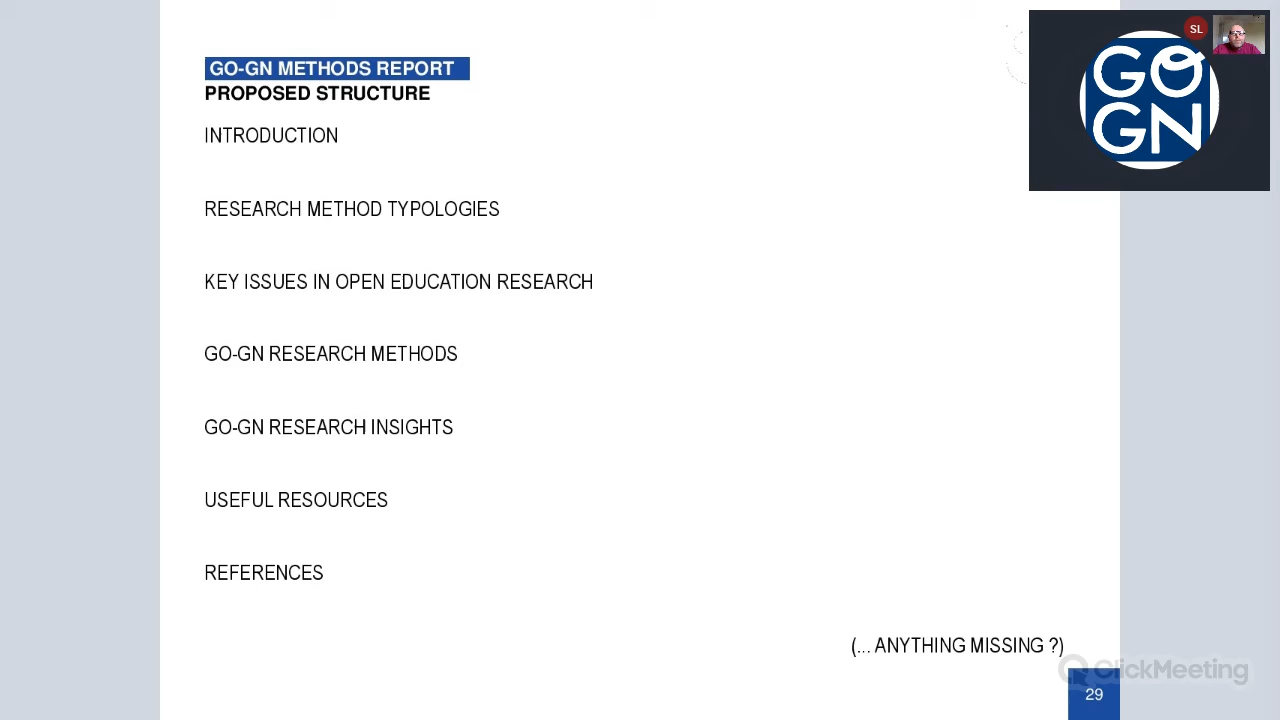 GO-GN METHODS REPORT
PROPOSED STRUCTURE
INTRODUCTION
RESEARCH METHOD TYPOLOGIES
KEY ISSUES IN OPEN EDUCATION RESEARCH
GO-GN RESEARCH METHODS
GO-GN RESEARCH INSIGHTS
USEFUL RESOURCES
REFERENCES
(... ANYTHING MISSING ?)
29
SL
GO
GN
ClickMeeting